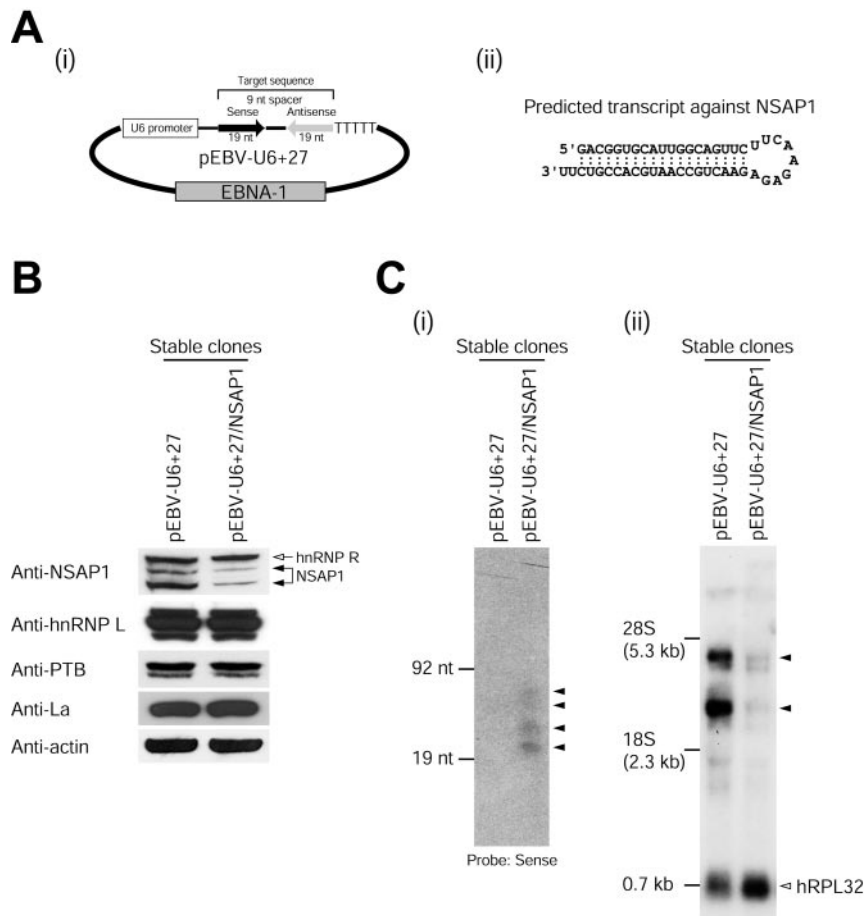 A
(i)
Target sequence
9 nt spacer
Sense
Antisense
U6 promoter
TTTTT
19 nt
19 nt
pEBV-U6+27
EBNA-1
(ii)
Predicted transcript against NSAP1
5'GACGGUGCAUUGGCAGUUC UUCAAGAGA
3'UUCUGCCACGUAACCGUCAAG
B
Stable clones
pEBV-U6+27
pEBV-U6+27/NSAP1
Anti-NSAP1
hnRNP R
NSAP1
Anti-hnRNP L
Anti-PTB
Anti-La
Anti-actin
C
(i)
Stable clones
pEBV-U6+27
pEBV-U6+27/NSAP1
92 nt
19 nt
Probe: Sense
(ii)
Stable clones
pEBV-U6+27
pEBV-U6+27/NSAP1
28S
(5.3 kb)
18S
(2.3 kb)
0.7 kb
hRPL32